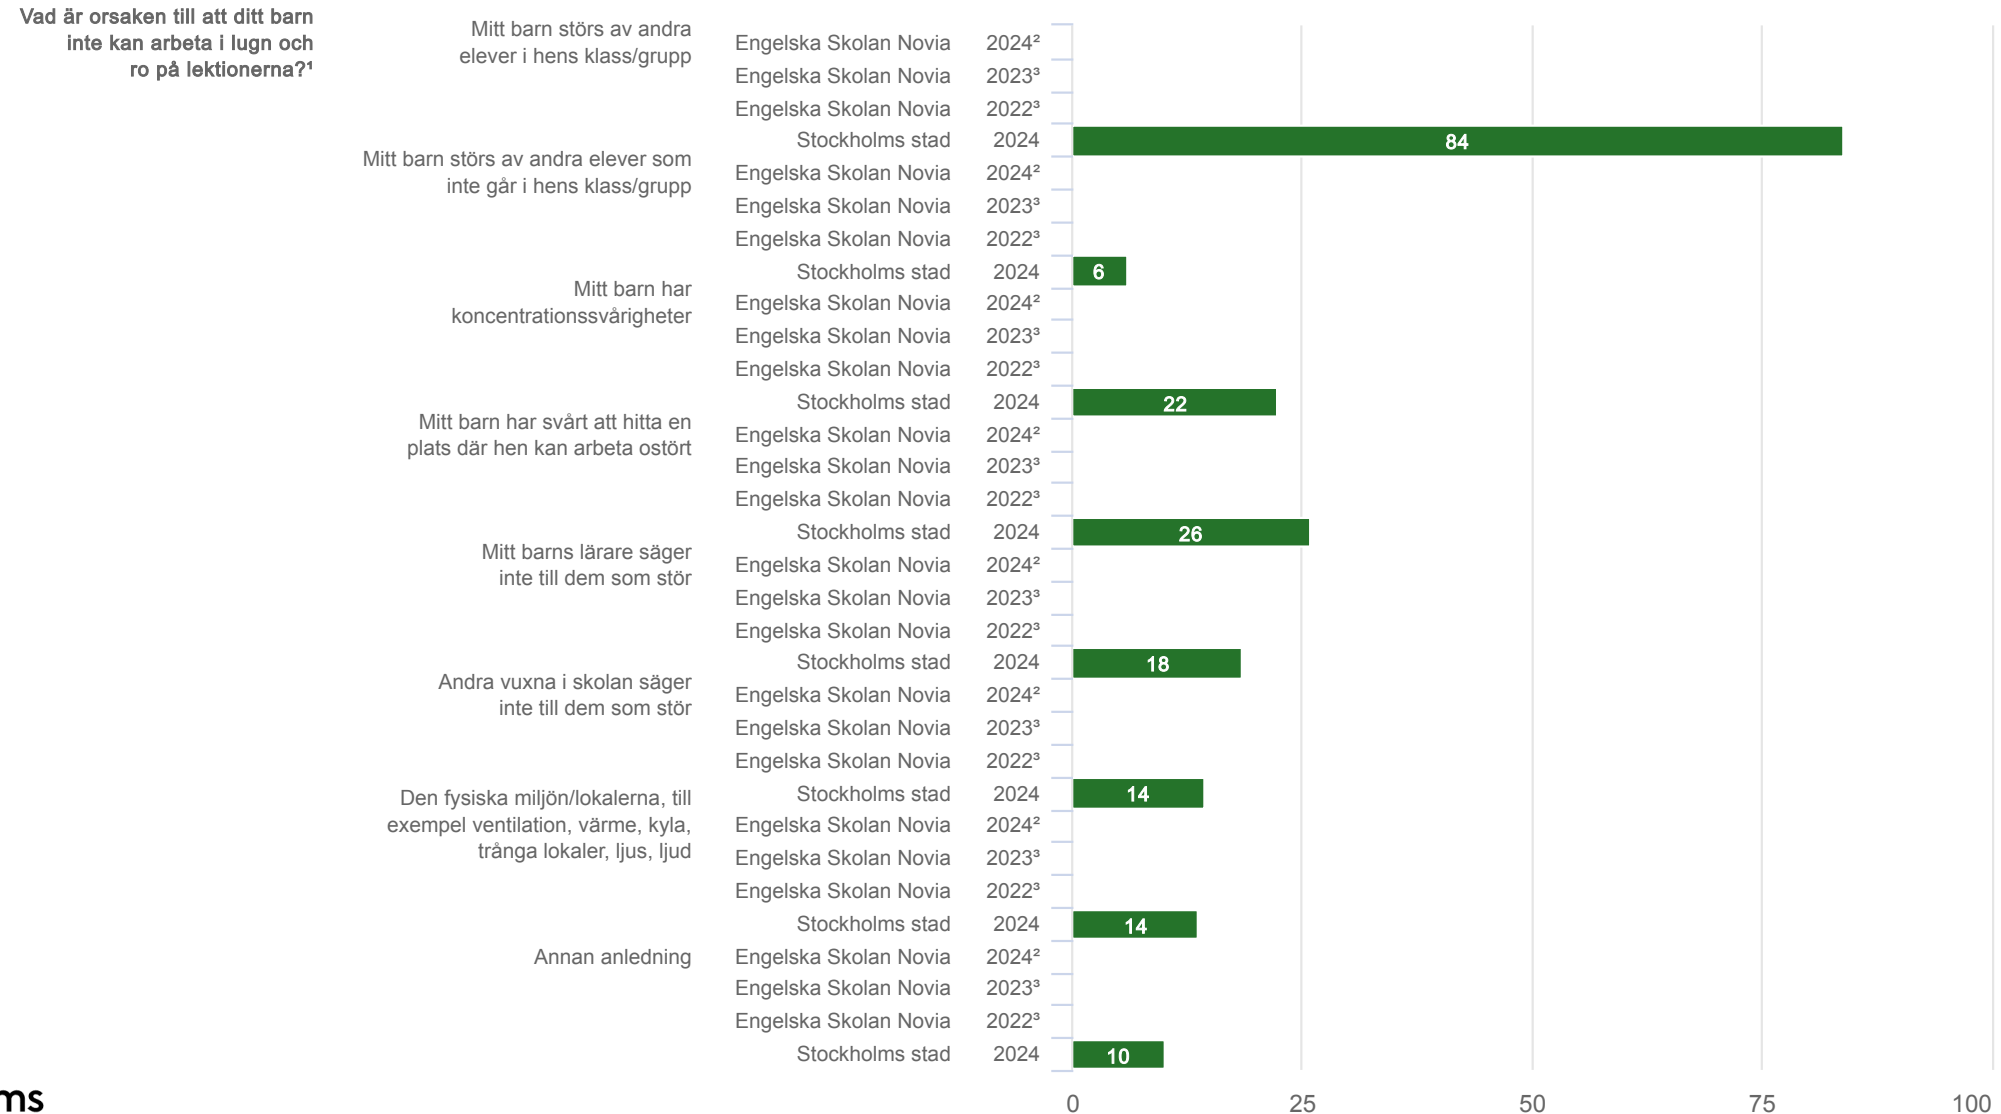 Vad är orsaken till att ditt barn
inte kan arbeta i lugn och
ro på lektionerna?¹
Mitt barn störs av andra
elever i hens klass/grupp
Engelska Skolan Novia 2024²
Engelska Skolan Novia 2023³
Engelska Skolan Novia 2022³
Stockholms stad 2024 84
Mitt barn störs av andra elever som
inte går i hens klass/grupp
Engelska Skolan Novia 2024²
Engelska Skolan Novia 2023³
Engelska Skolan Novia 2022³
Stockholms stad 2024 6
Mitt barn har
koncentrationssvårigheter
Engelska Skolan Novia 2024²
Engelska Skolan Novia 2023³
Engelska Skolan Novia 2022³
Stockholms stad 2024 22
Mitt barn har svårt att hitta en
plats där hen kan arbeta ostört
Engelska Skolan Novia 2024²
Engelska Skolan Novia 2023³
Engelska Skolan Novia 2022³
Stockholms stad 2024 26
Mitt barns lärare säger
inte till dem som stör
Engelska Skolan Novia 2024²
Engelska Skolan Novia 2023³
Engelska Skolan Novia 2022³
Stockholms stad 2024 18
Andra vuxna i skolan säger
inte till dem som stör
Engelska Skolan Novia 2024²
Engelska Skolan Novia 2023³
Engelska Skolan Novia 2022³
Stockholms stad 2024 14
Den fysiska miljön/lokalerna, till
exempel ventilation, värme, kyla,
trånga lokaler, ljus, ljud
Engelska Skolan Novia 2024²
Engelska Skolan Novia 2023³
Engelska Skolan Novia 2022³
Stockholms stad 2024 14
Annan anledning
Engelska Skolan Novia 2024²
Engelska Skolan Novia 2023³
Engelska Skolan Novia 2022³
Stockholms stad 2024 10
0 25 50 75 100
ms